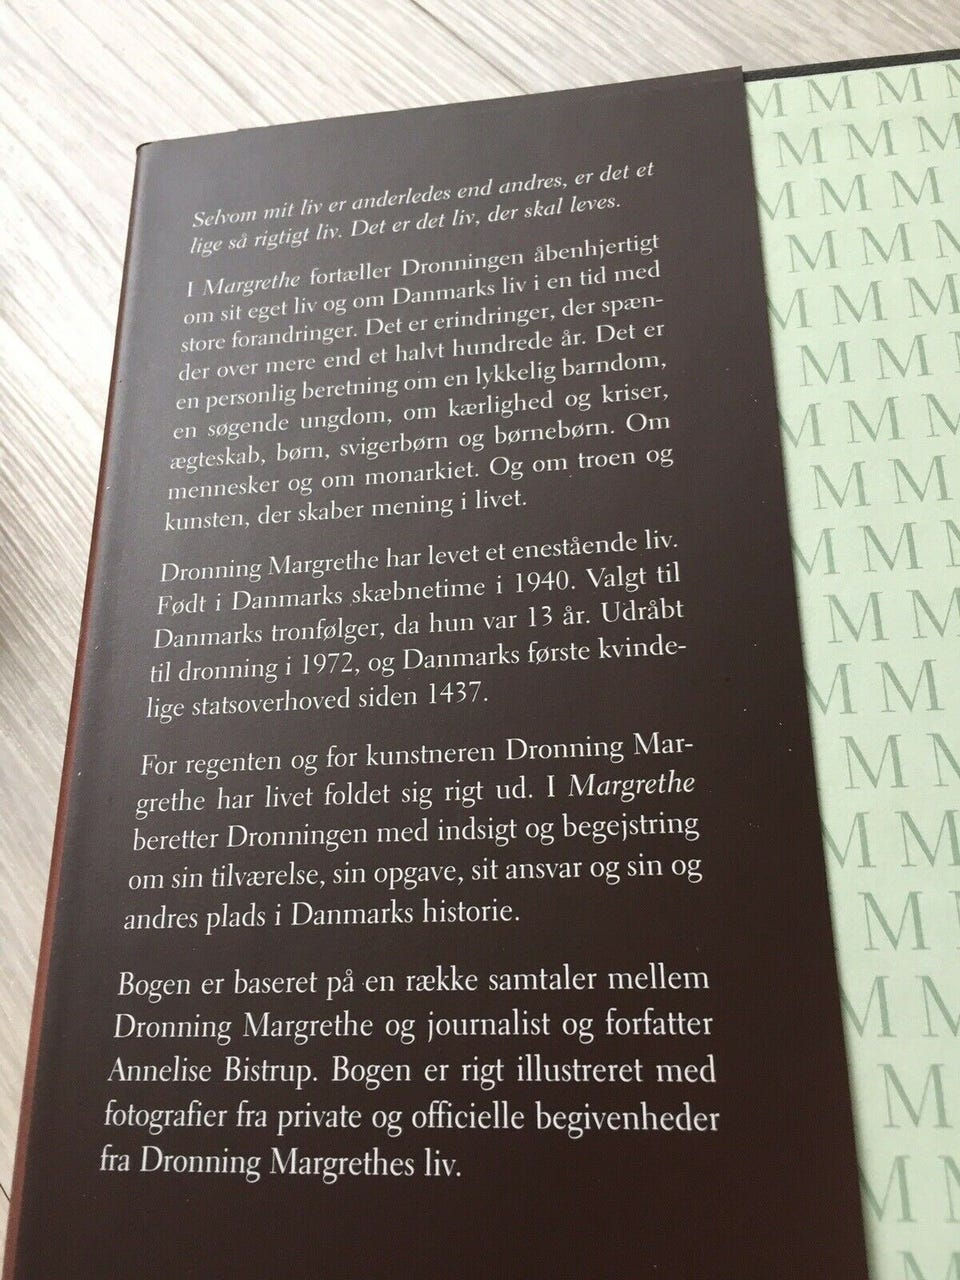 Selvom mit liv er anderledes end andres, er det et
lige så rigtigt liv. Det er det liv, der skal leves.
I Margrethe fortæller Dronningen åbenhjertigt
om sit eget liv og om Danmarks liv i en tid med
store forandringer. Det er erindringer, der spæn-
der over mere end et halvt hundrede år. Det er
en personlig beretning om en lykkelig barndom,
en søgende ungdom, om kærlighed og kriser,
ægteskab, børn, svigerbørn og børnebørn. Om
mennesker og om monarkiet. Og om troen og
kunsten, der skaber mening i livet.
Dronning Margrethe har levet et enestående liv.
Født i Danmarks skæbnetime i 1940. Valgt til
Danmarks tronfølger, da hun var 13 år. Udråbt
til dronning i 1972, og Danmarks første kvinde-
lige statsoverhoved siden 1437.
For regenten og for kunstneren Dronning Mar-
grethe har livet foldet sig rigt ud. I Margrethe
beretter Dronningen med indsigt og begejstring
om sin tilværelse, sin opgave, sit ansvar og sin og
andres plads i Danmarks historie.
Bogen er baseret på en række samtaler mellem
Dronning Margrethe og journalist og forfatter
Annelise Bistrup. Bogen er rigt illustreret med
fotografier fra private og officielle begivenheder
fra Dronning Margrethes liv.
M M M M
M M M
M M M M
M M M
M M M M
M M M
M M M
M M
M M M
M M
M M M
M M
M M
M M
M M
M
M M
M
M M
M